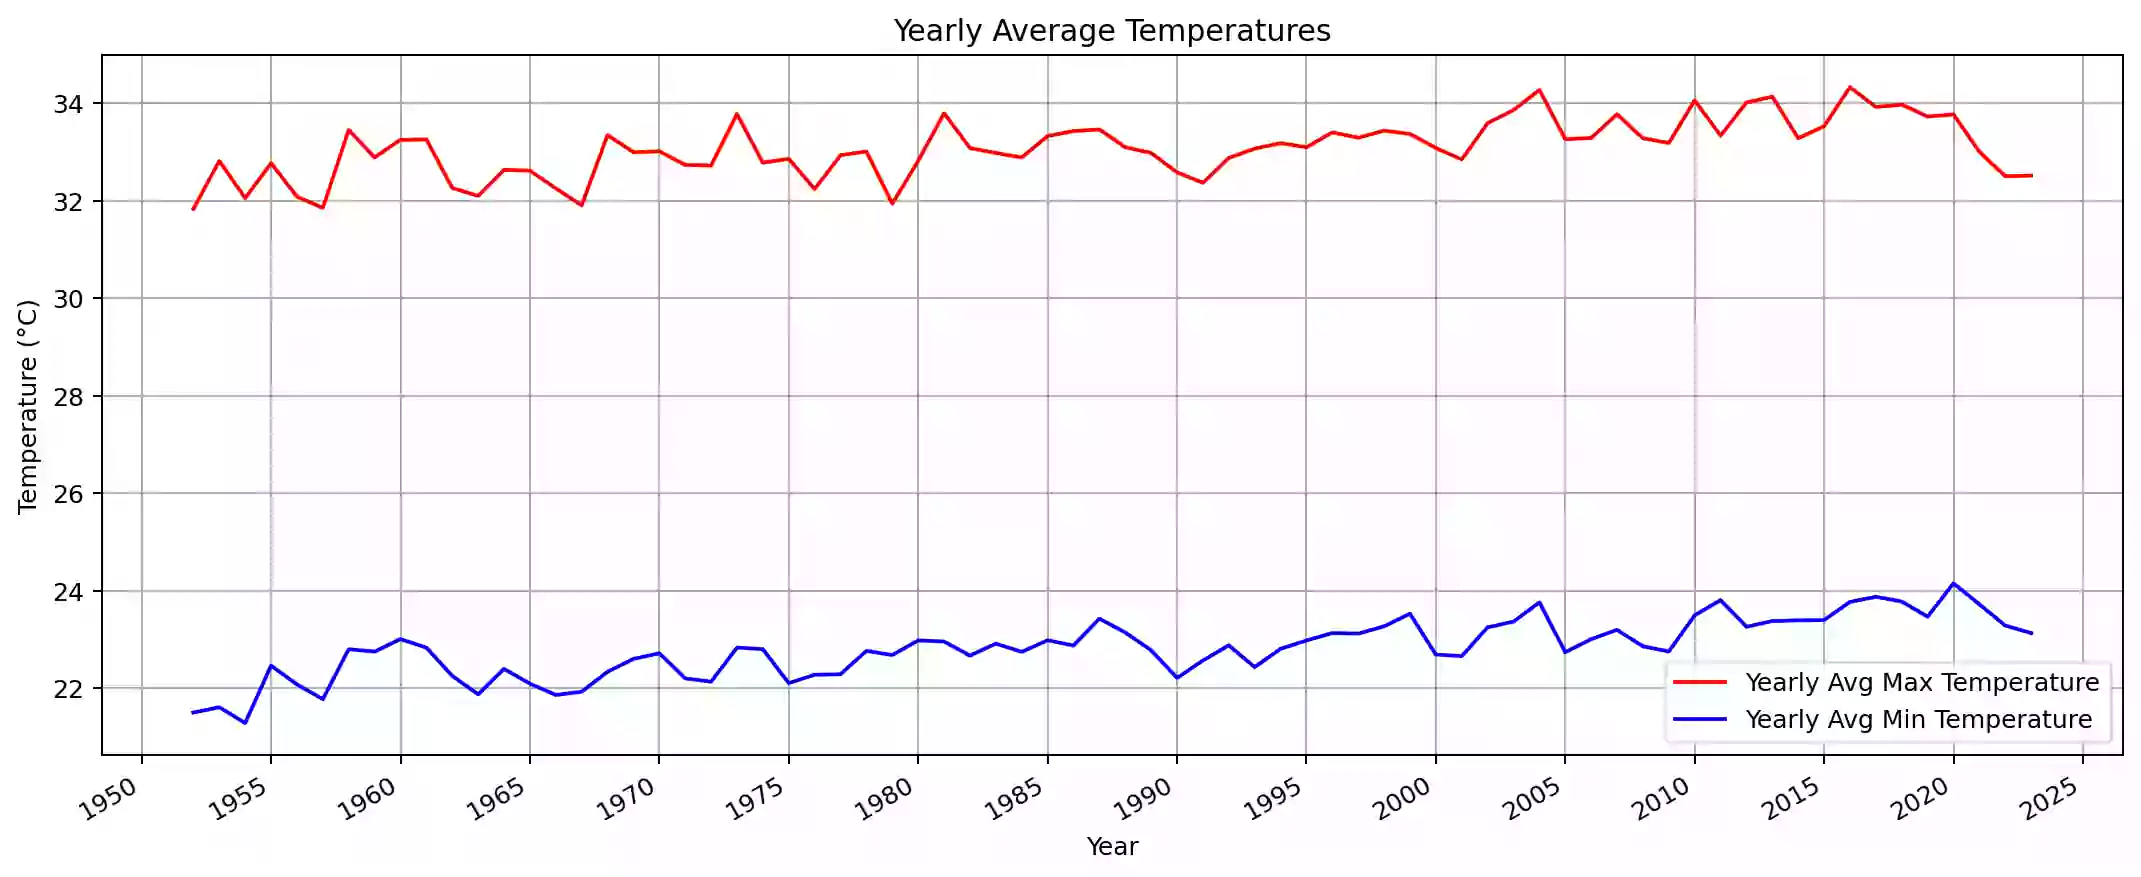 Yearly Average Temperatures
Temperature (°C)
34
32
30
28
26
24
22
Yearly Avg Max Temperature
Yearly Avg Min Temperature
1950 1955 1960 1965 1970 1975 1980 1985 1990 1995 2000 2005 2010 2015 2020 2025
Year